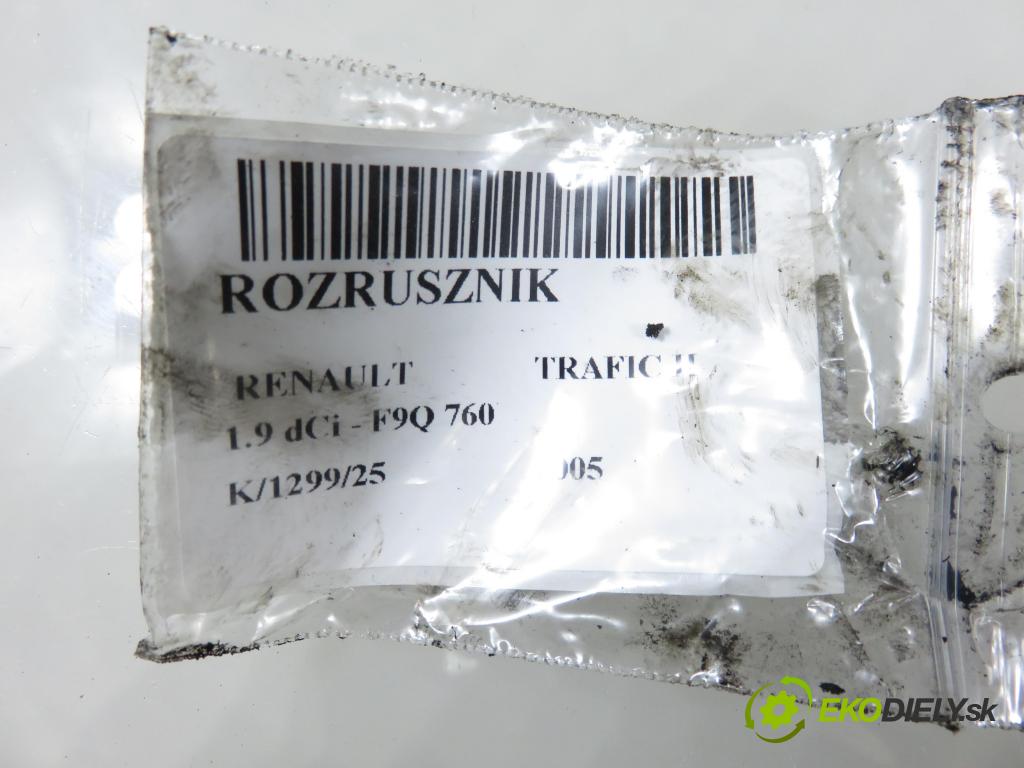 ROZRUSZNIK
RENAULT TRAFIC II
1.9 dCi - F9Q 760
K/1299/25 005
EKODIELY.sk